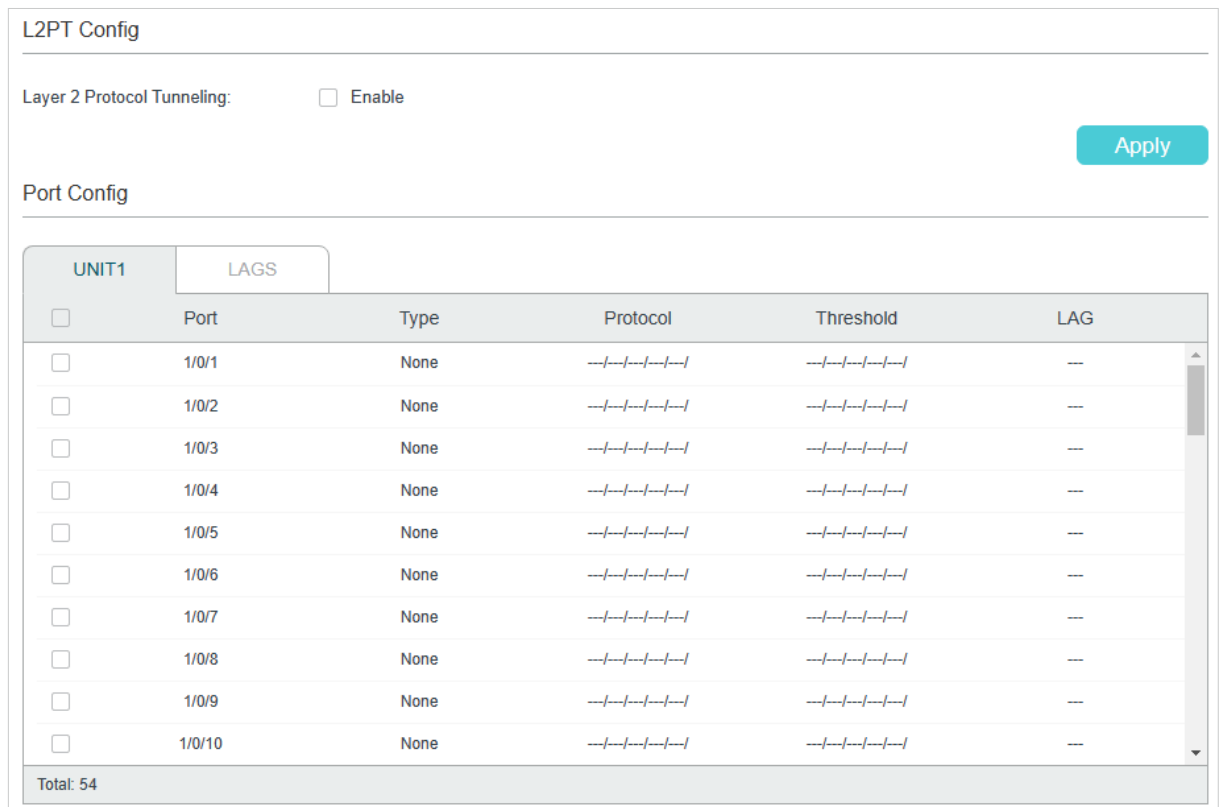 L2PT Config
Layer 2 Protocol Tunneling: Enable
Apply
Port Config
UNIT1 LAGS
Port Type Protocol Threshold LAG
1/0/1 None ---/---/---/---/---/ ---/---/---/---/---/ ---
1/0/2 None ---/---/---/---/---/ ---/---/---/---/---/ ---
1/0/3 None ---/---/---/---/---/ ---/---/---/---/---/ ---
1/0/4 None ---/---/---/---/---/ ---/---/---/---/---/ ---
1/0/5 None ---/---/---/---/---/ ---/---/---/---/---/ ---
1/0/6 None ---/---/---/---/---/ ---/---/---/---/---/ ---
1/0/7 None ---/---/---/---/---/ ---/---/---/---/---/ ---
1/0/8 None ---/---/---/---/---/ ---/---/---/---/---/ ---
1/0/9 None ---/---/---/---/---/ ---/---/---/---/---/ ---
1/0/10 None ---/---/---/---/---/ ---/---/---/---/---/ ---
Total: 54